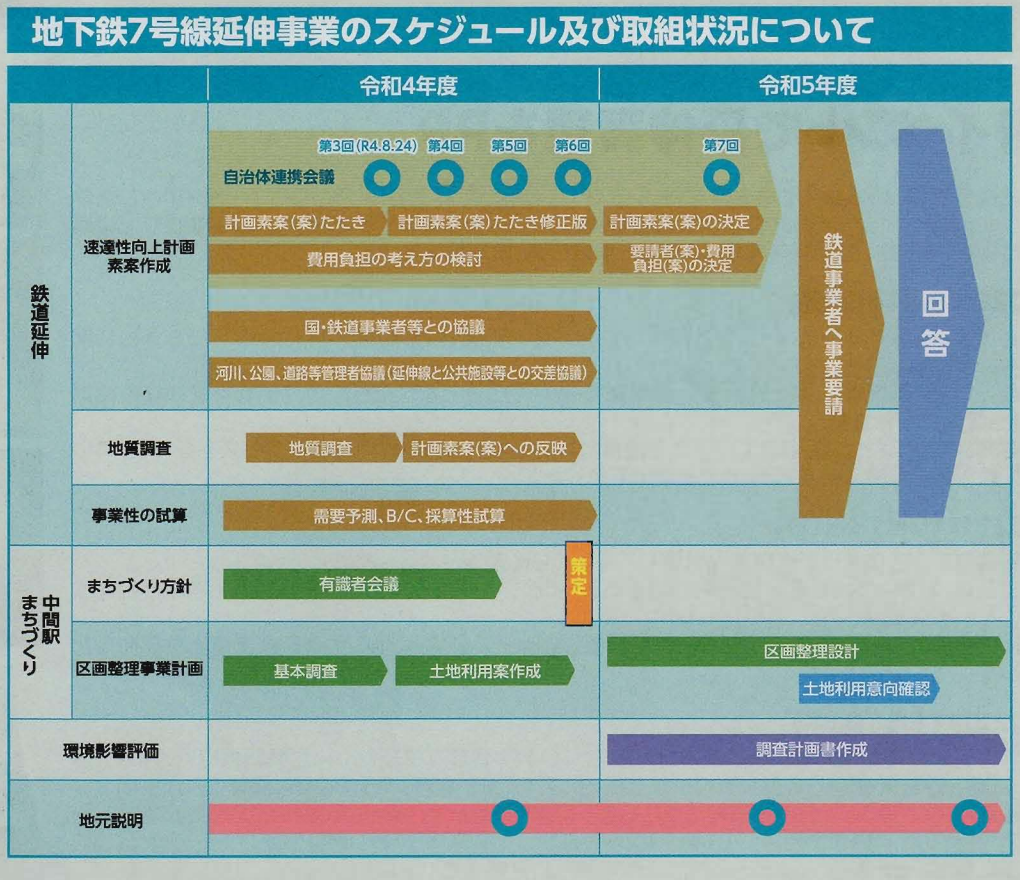 地下鉄7号線延伸事業のスケジュール及び取組状況について
令和4年度
令和5年度
鉄道延伸
速達性向上計画
素案作成
第3回(R4.8.24)
第4回
第5回
第6回
第7回
自治体連携会議
計画素案(案)たたき
計画素案(案)たたき修正版
計画素案(案)の決定
費用負担の考え方の検討
要請者(案)・費用
負担(案)の決定
国・鉄道事業者等との協議
河川、公園、道路等管理者協議(延伸線と公共施設等との交差協議)
鉄道事業者へ事業要請
回答
地質調査
地質調査
計画素案(案)への反映
事業性の試算
需要予測、B/C、採算性試算
中間駅
まちづくり
まちづくり方針
有識者会議
策定
区画整理事業計画
基本調査
土地利用案作成
区画整理設計
土地利用意向確認
環境影響評価
調査計画書作成
地元説明